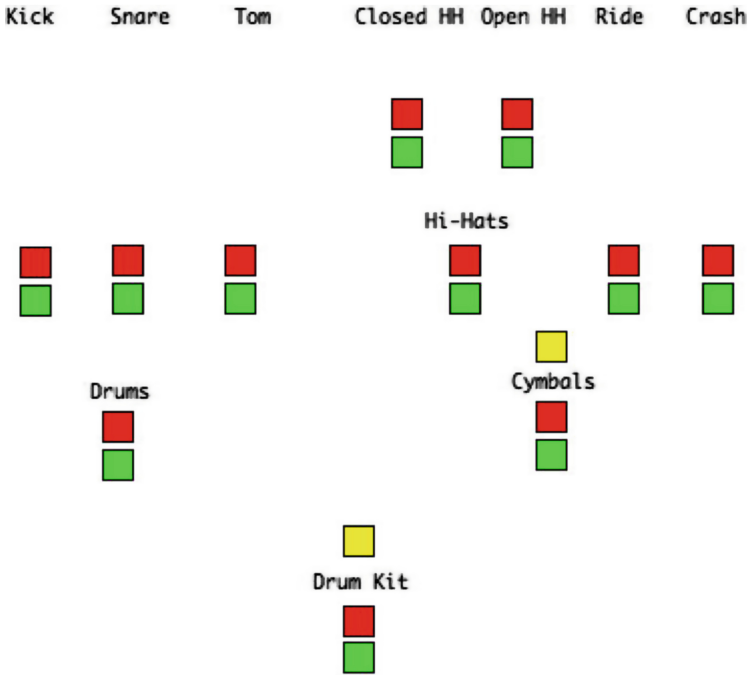 Kick Snare Tom Closed HH Open HH Ride Crash
Hi-Hats
Drums
Cymbals
Drum Kit